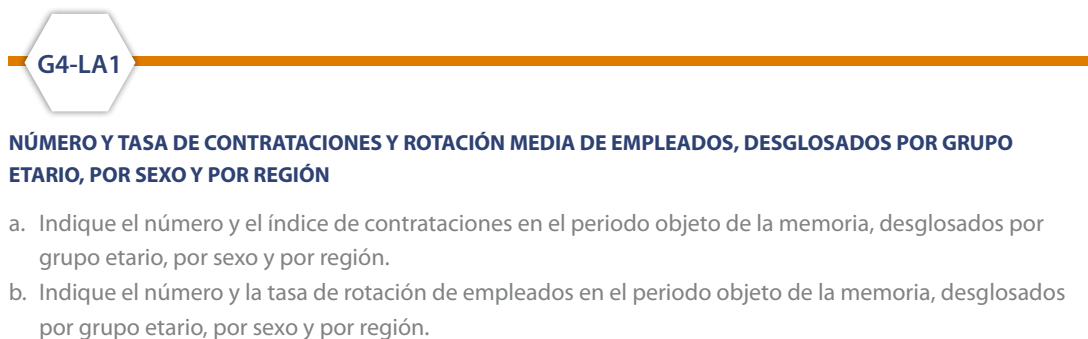 G4-LA1
NÚMERO Y TASA DE CONTRATACIONES Y ROTACIÓN MEDIA DE EMPLEADOS, DESGLOSADOS POR GRUPO
ETARIO, POR SEXO Y POR REGIÓN
a. Indique el número y el índice de contrataciones en el periodo objeto de la memoria, desglosados por
grupo etario, por sexo y por región.
b. Indique el número y la tasa de rotación de empleados en el periodo objeto de la memoria, desglosados
por grupo etario, por sexo y por región.